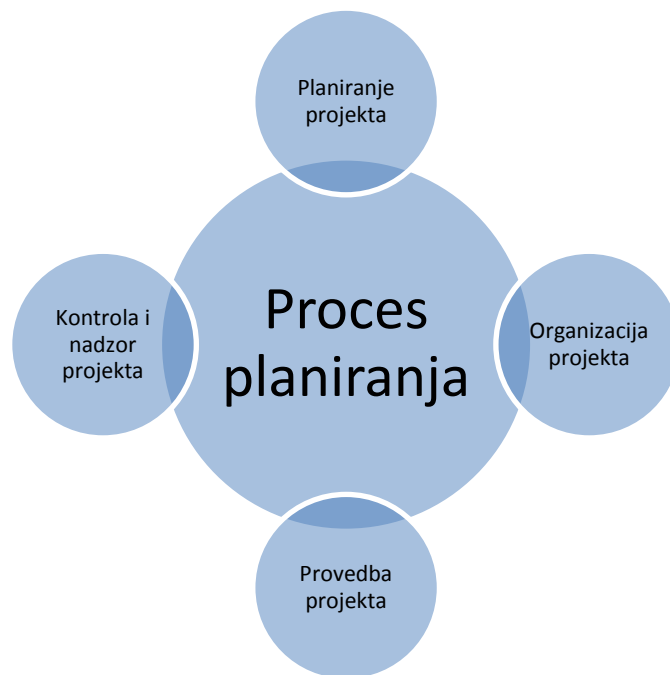 Planiranje
projekta
Kontrola i
nadzor
projekta
Proces
planiranja
Organizacija
projekta
Provedba
projekta